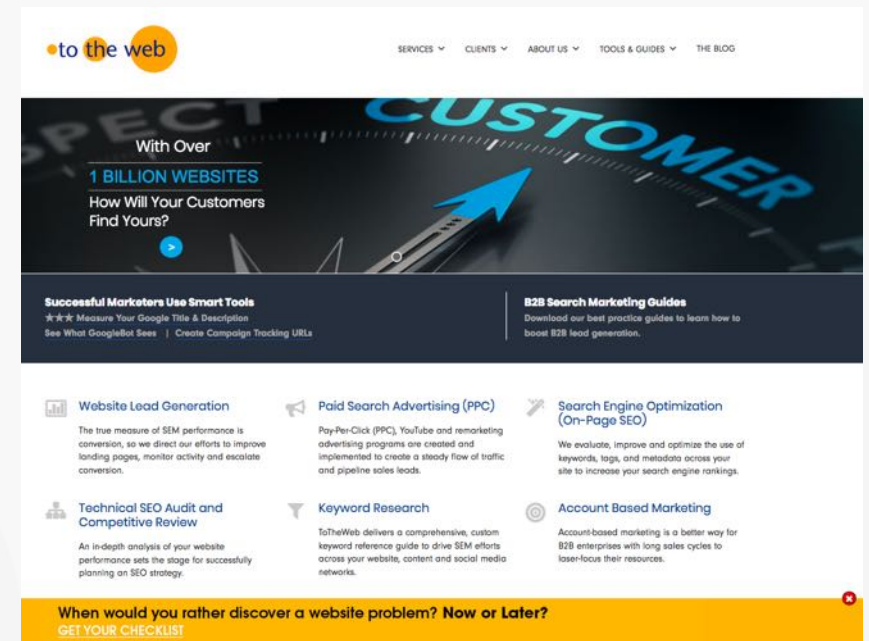 to the web
SERVICES CLIENTS ABOUT US TOOLS & GUIDES THE BLOG
SPECT
CUSTOMER
With Over
1 BILLION WEBSITES
How Will Your Customers
Find Yours?
>
Successful Marketers Use Smart Tools
★★★ Measure Your Google Title & Description
See What GoogleBot Sees | Create Campaign Tracking URLs
B2B Search Marketing Guides
Download our best practice guides to learn how to
boost B2B lead generation.
Website Lead Generation
The true measure of SEM performance is
conversion, so we direct our efforts to improve
landing pages, monitor activity and escalate
conversion.
Paid Search Advertising (PPC)
Pay-Per-Click (PPC), YouTube and remarketing
advertising programs are created and
implemented to create a steady flow of traffic
and pipeline sales leads.
Search Engine Optimization
(On-Page SEO)
We evaluate, improve and optimize the use of
keywords, tags, and metadata across your
site to increase your search engine rankings.
Technical SEO Audit and
Competitive Review
An in-depth analysis of your website
performance sets the stage for successfully
planning an SEO strategy.
Keyword Research
ToTheWeb delivers a comprehensive, custom
keyword reference guide to drive SEM efforts
across your website, content and social media
networks.
Account Based Marketing
Account-based marketing is a better way for
B2B enterprises with long sales cycles to
laser-focus their resources.
When would you rather discover a website problem? Now or Later?
GET YOUR CHECKLIST